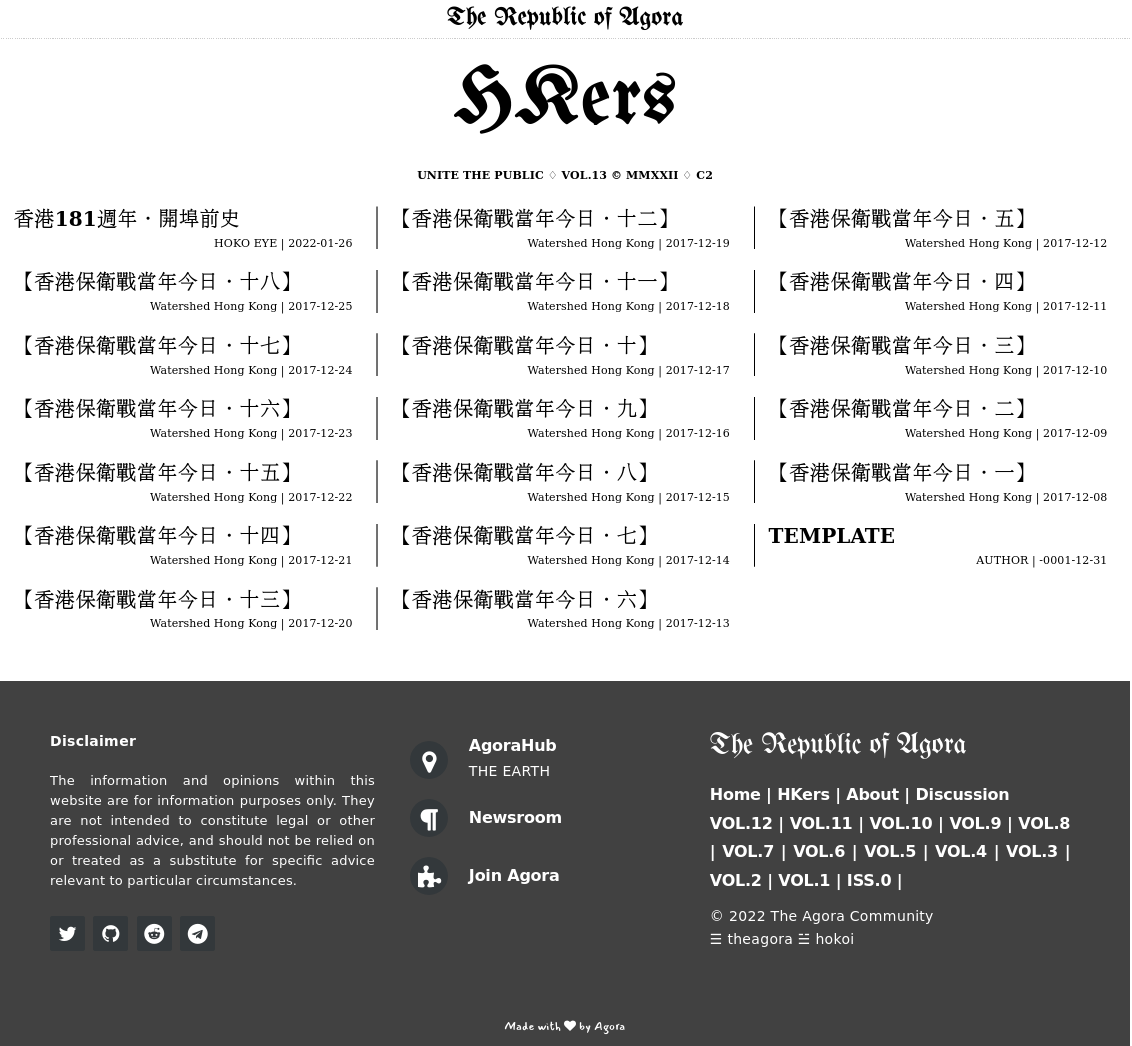 The Republic of Agora
HKers
UNITE THE PUBLIC ♢ VOL.13 © MMXXII ♢ C2
香港181週年‧開埠前史
HOKO EYE | 2022-01-26
【香港保衛戰當年今日‧十八】
Watershed Hong Kong | 2017-12-25
【香港保衛戰當年今日‧十七】
Watershed Hong Kong | 2017-12-24
【香港保衛戰當年今日‧十六】
Watershed Hong Kong | 2017-12-23
【香港保衛戰當年今日‧十五】
Watershed Hong Kong | 2017-12-22
【香港保衛戰當年今日‧十四】
Watershed Hong Kong | 2017-12-21
【香港保衛戰當年今日‧十三】
Watershed Hong Kong | 2017-12-20
【香港保衛戰當年今日‧十二】
Watershed Hong Kong | 2017-12-19
【香港保衛戰當年今日‧十一】
Watershed Hong Kong | 2017-12-18
【香港保衛戰當年今日‧十】
Watershed Hong Kong | 2017-12-17
【香港保衛戰當年今日‧九】
Watershed Hong Kong | 2017-12-16
【香港保衛戰當年今日‧八】
Watershed Hong Kong | 2017-12-15
【香港保衛戰當年今日‧七】
Watershed Hong Kong | 2017-12-14
【香港保衛戰當年今日‧六】
Watershed Hong Kong | 2017-12-13
【香港保衛戰當年今日‧五】
Watershed Hong Kong | 2017-12-12
【香港保衛戰當年今日‧四】
Watershed Hong Kong | 2017-12-11
【香港保衛戰當年今日‧三】
Watershed Hong Kong | 2017-12-10
【香港保衛戰當年今日‧二】
Watershed Hong Kong | 2017-12-09
【香港保衛戰當年今日‧一】
Watershed Hong Kong | 2017-12-08
TEMPLATE
AUTHOR | -0001-12-31
Disclaimer
The information and opinions within this
website are for information purposes only. They
are not intended to constitute legal or other
professional advice, and should not be relied on
or treated as a substitute for specific advice
relevant to particular circumstances.
AgoraHub
THE EARTH
Newsroom
Join Agora
The Republic of Agora
Home | HKers | About | Discussion
VOL.12 | VOL.11 | VOL.10 | VOL.9 | VOL.8
| VOL.7 | VOL.6 | VOL.5 | VOL.4 | VOL.3 |
VOL.2 | VOL.1 | ISS.0 |
© 2022 The Agora Community
☰ theagora ☱ hokoi
Made with ♥ by Agora